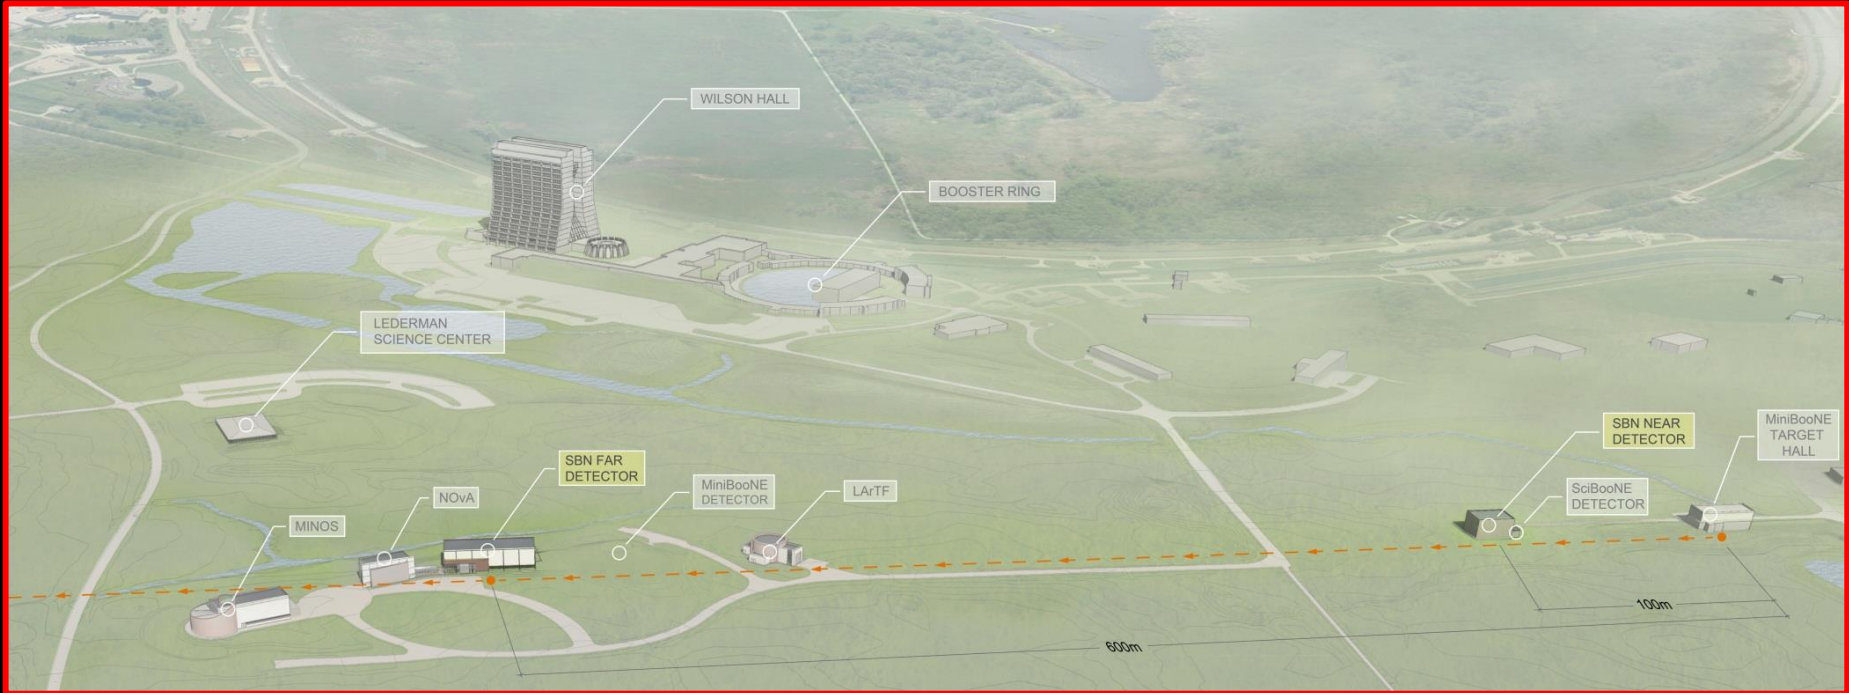 WILSON HALL
BOOSTER RING
LEDERMAN
SCIENCE CENTER
SBN FAR
DETECTOR
NOvA
MINOS
MiniBooNE
DETECTOR
LArTF
SBN NEAR
DETECTOR
SciBooNE
DETECTOR
MiniBooNE
TARGET
HALL
100m
600m